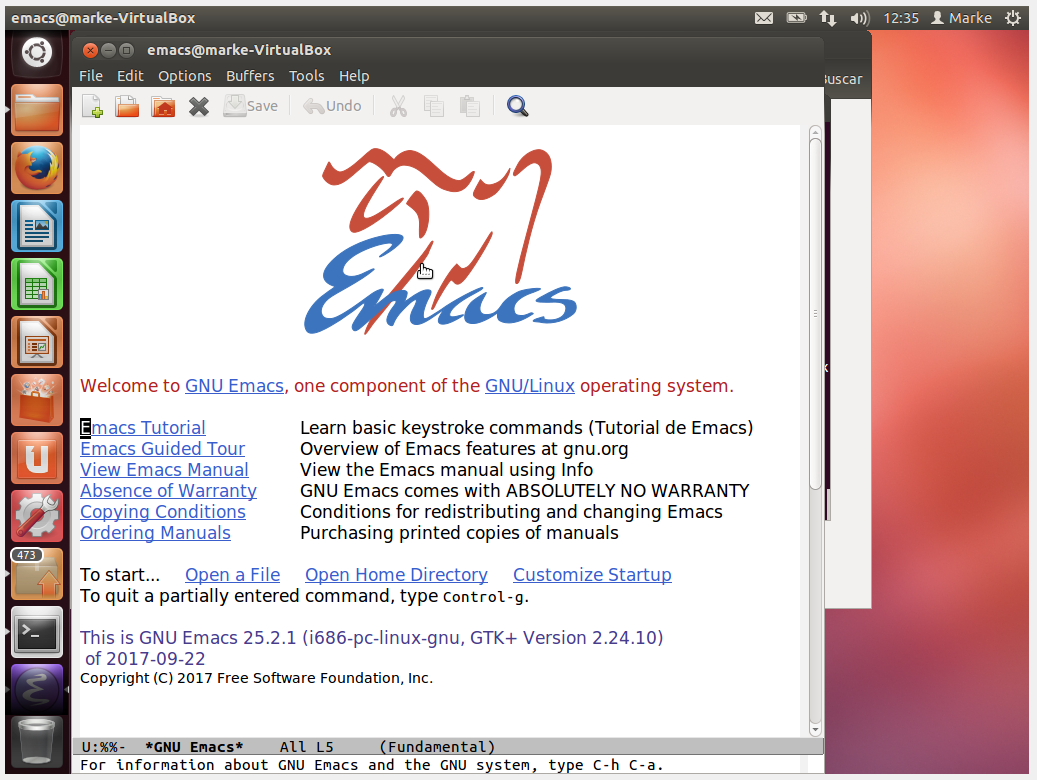 emacs@marke-VirtualBox
12:35 Marke
emacs@marke-VirtualBox
File Edit Options Buffers Tools Help
Buscar
Save Undo
Emacs
Welcome to GNU Emacs, one component of the GNU/Linux operating system.
Emacs Tutorial Learn basic keystroke commands (Tutorial de Emacs)
Emacs Guided Tour Overview of Emacs features at gnu.org
View Emacs Manual View the Emacs manual using Info
Absence of Warranty GNU Emacs comes with ABSOLUTELY NO WARRANTY
Copying Conditions Conditions for redistributing and changing Emacs
Ordering Manuals Purchasing printed copies of manuals
To start... Open a File Open Home Directory Customize Startup
To quit a partially entered command, type Control-g.
This is GNU Emacs 25.2.1 (i686-pc-linux-gnu, GTK+ Version 2.24.10)
of 2017-09-22
Copyright (C) 2017 Free Software Foundation, Inc.
473
U:%%- *GNU Emacs* All L5 (Fundamental)
For information about GNU Emacs and the GNU system, type C-h C-a.